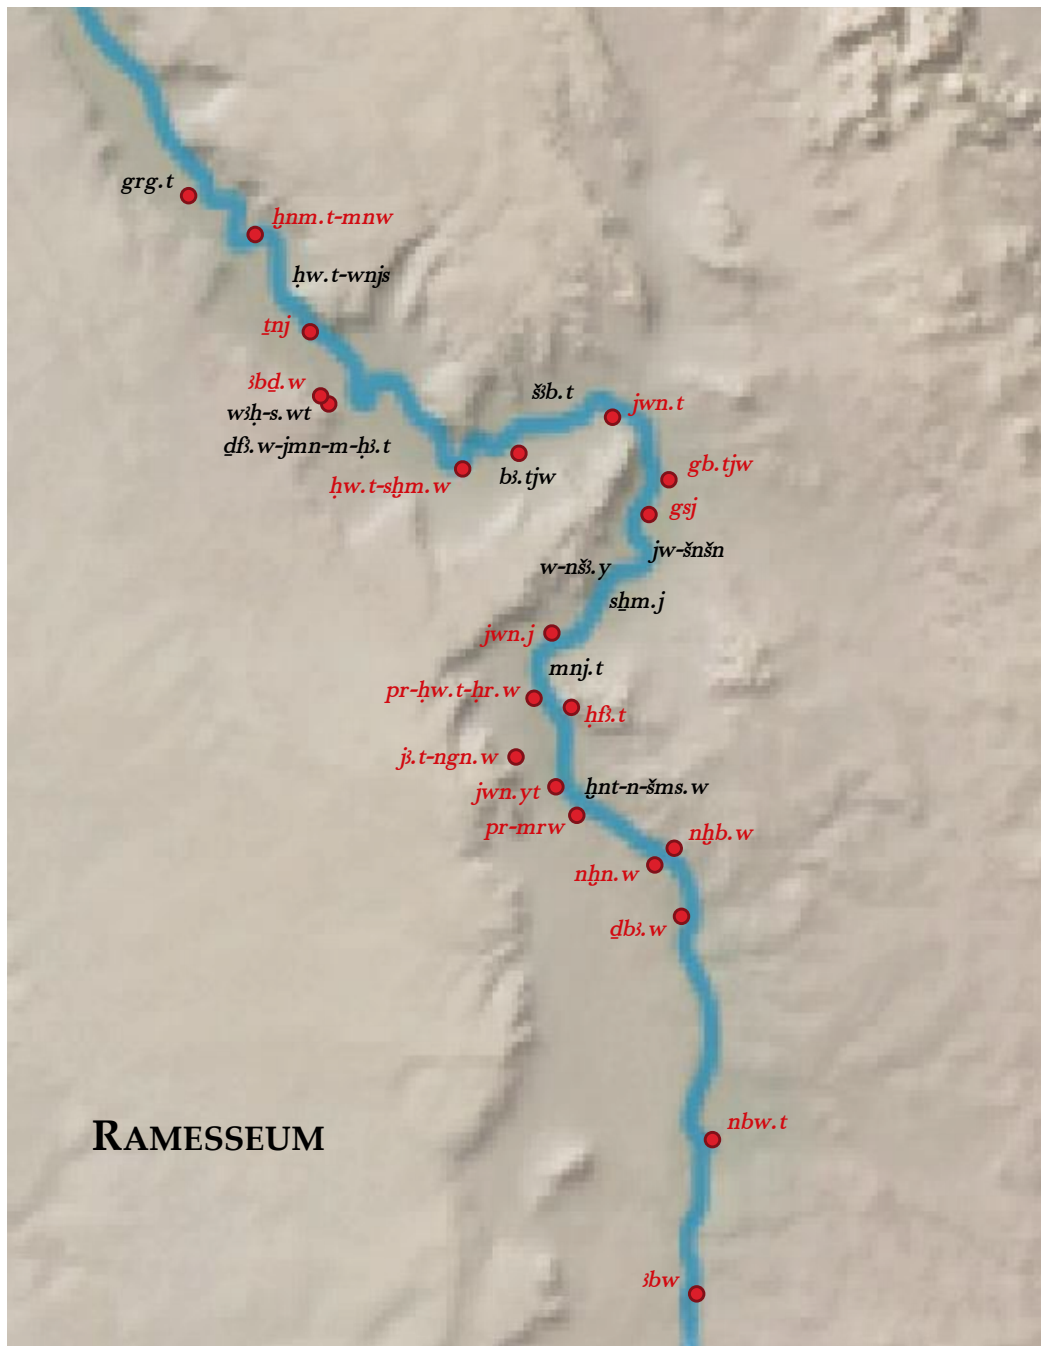 grg.t
ḫnm.t-mnw
ḥw.t-wnjs
ṯnj
ꜣbḏ.w
wꜣḥ-s.wt
ḏfꜣ.w-jmn-m-ḥꜣ.t
šꜣb.t
jwn.t
ḥw.t-sḫm.w
bꜣ.tjw
gb.tjw
gsj
jw-šnšn
w-nšꜣ.y
sḫm.j
jwn.j
mnj.t
pr-ḥw.t-ḥr.w
ḥfꜣ.t
jꜣ.t-ngn.w
jwn.yt
ḫnt-n-šms.w
pr-mrw
nḫb.w
nḫn.w
ḏbꜣ.w
nbw.t
RAMESSEUM
ꜣbw